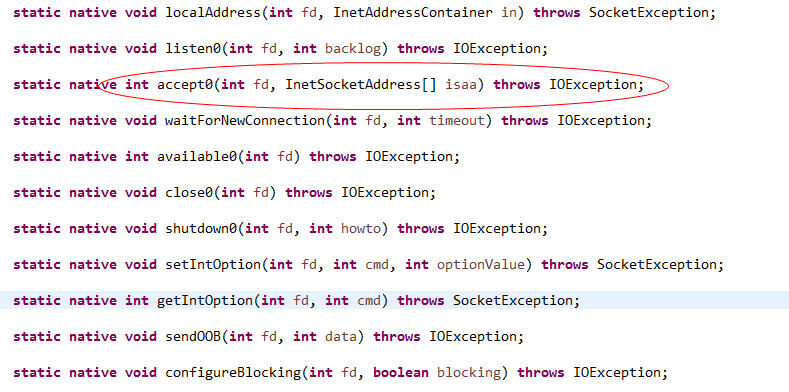 static native void localAddress(int fd, InetAddressContainer in) throws SocketException;
static native void listen0(int fd, int backlog) throws IOException;
static native int accept0(int fd, InetSocketAddress[] isaa) throws IOException;
static native void waitForNewConnection(int fd, int timeout) throws IOException;
static native int available0(int fd) throws IOException;
static native void close0(int fd) throws IOException;
static native void shutdown0(int fd, int howto) throws IOException;
static native void setIntOption(int fd, int cmd, int optionValue) throws SocketException;
static native int getIntOption(int fd, int cmd) throws SocketException;
static native void sendOOB(int fd, int data) throws IOException;
static native void configureBlocking(int fd, boolean blocking) throws IOException;